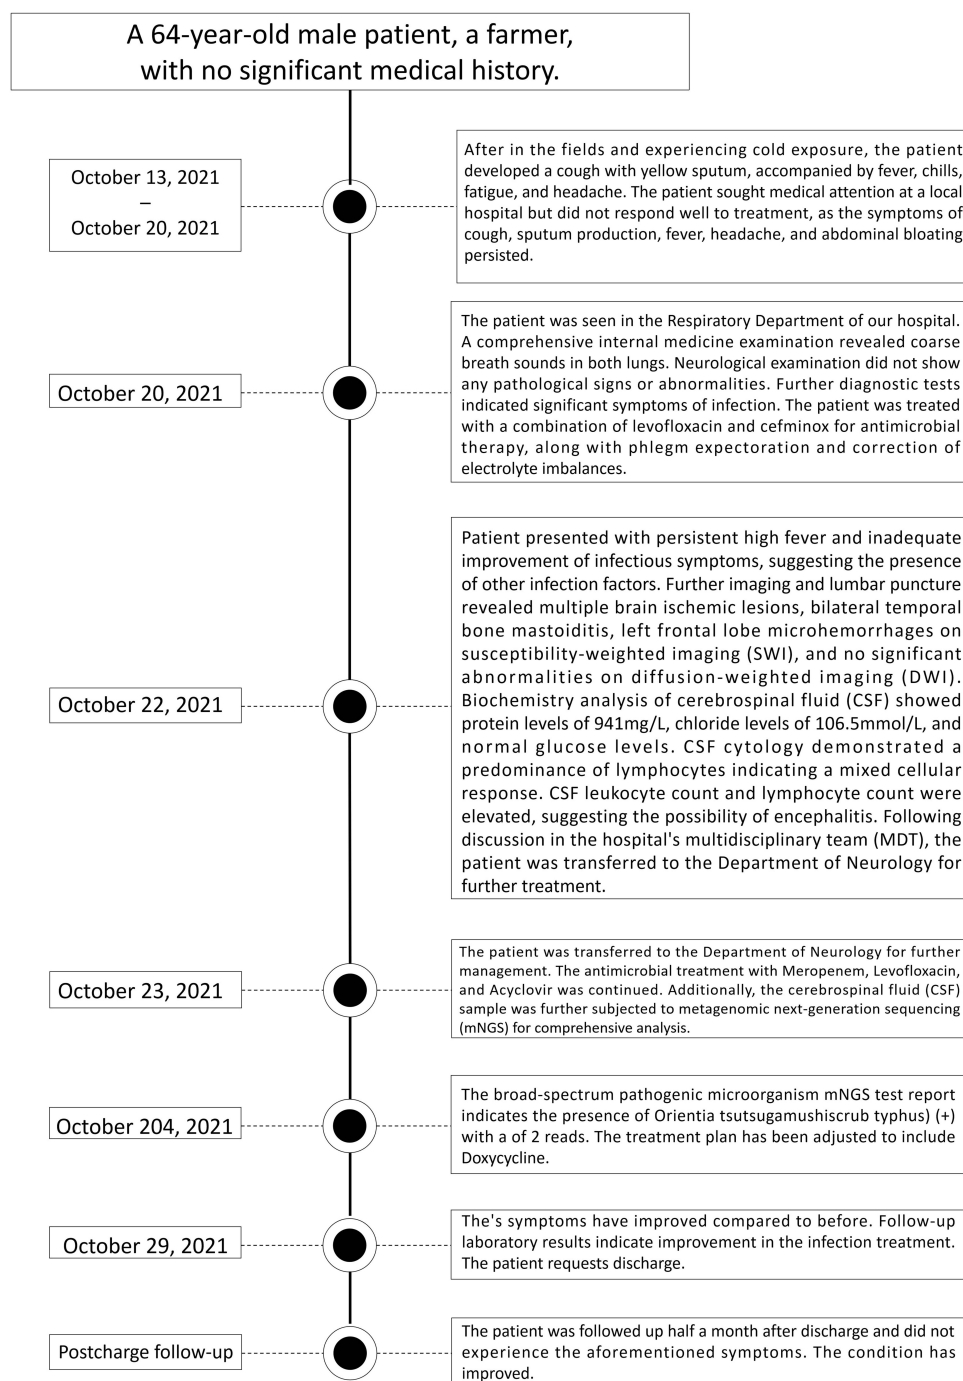 A 64-year-old male patient, a farmer,
with no significant medical history.
October 13, 2021
–
October 20, 2021
After in the fields and experiencing cold exposure, the patient
developed a cough with yellow sputum, accompanied by fever, chills,
fatigue, and headache. The patient sought medical attention at a local
hospital but did not respond well to treatment, as the symptoms of
cough, sputum production, fever, headache, and abdominal bloating
persisted.
October 20, 2021
The patient was seen in the Respiratory Department of our hospital.
A comprehensive internal medicine examination revealed coarse
breath sounds in both lungs. Neurological examination did not show
any pathological signs or abnormalities. Further diagnostic tests
indicated significant symptoms of infection. The patient was treated
with a combination of levofloxacin and cefminox for antimicrobial
therapy, along with phlegm expectoration and correction of
electrolyte imbalances.
October 22, 2021
Patient presented with persistent high fever and inadequate
improvement of infectious symptoms, suggesting the presence
of other infection factors. Further imaging and lumbar puncture
revealed multiple brain ischemic lesions, bilateral temporal
bone mastoiditis, left frontal lobe microhemorrhages on
susceptibility-weighted imaging (SWI), and no significant
abnormalities on diffusion-weighted imaging (DWI).
Biochemistry analysis of cerebrospinal fluid (CSF) showed
protein levels of 941mg/L, chloride levels of 106.5mmol/L, and
normal glucose levels. CSF cytology demonstrated a
predominance of lymphocytes indicating a mixed cellular
response. CSF leukocyte count and lymphocyte count were
elevated, suggesting the possibility of encephalitis. Following
discussion in the hospital's multidisciplinary team (MDT), the
patient was transferred to the Department of Neurology for
further treatment.
October 23, 2021
The patient was transferred to the Department of Neurology for further
management. The antimicrobial treatment with Meropenem, Levofloxacin,
and Acyclovir was continued. Additionally, the cerebrospinal fluid (CSF)
sample was further subjected to metagenomic next-generation sequencing
(mNGS) for comprehensive analysis.
October 204, 2021
The broad-spectrum pathogenic microorganism mNGS test report
indicates the presence of Orientia tsutsugamushiscrub typhus) (+)
with a of 2 reads. The treatment plan has been adjusted to include
Doxycycline.
October 29, 2021
The's symptoms have improved compared to before. Follow-up
laboratory results indicate improvement in the infection treatment.
The patient requests discharge.
Postcharge follow-up
The patient was followed up half a month after discharge and did not
experience the aforementioned symptoms. The condition has
improved.